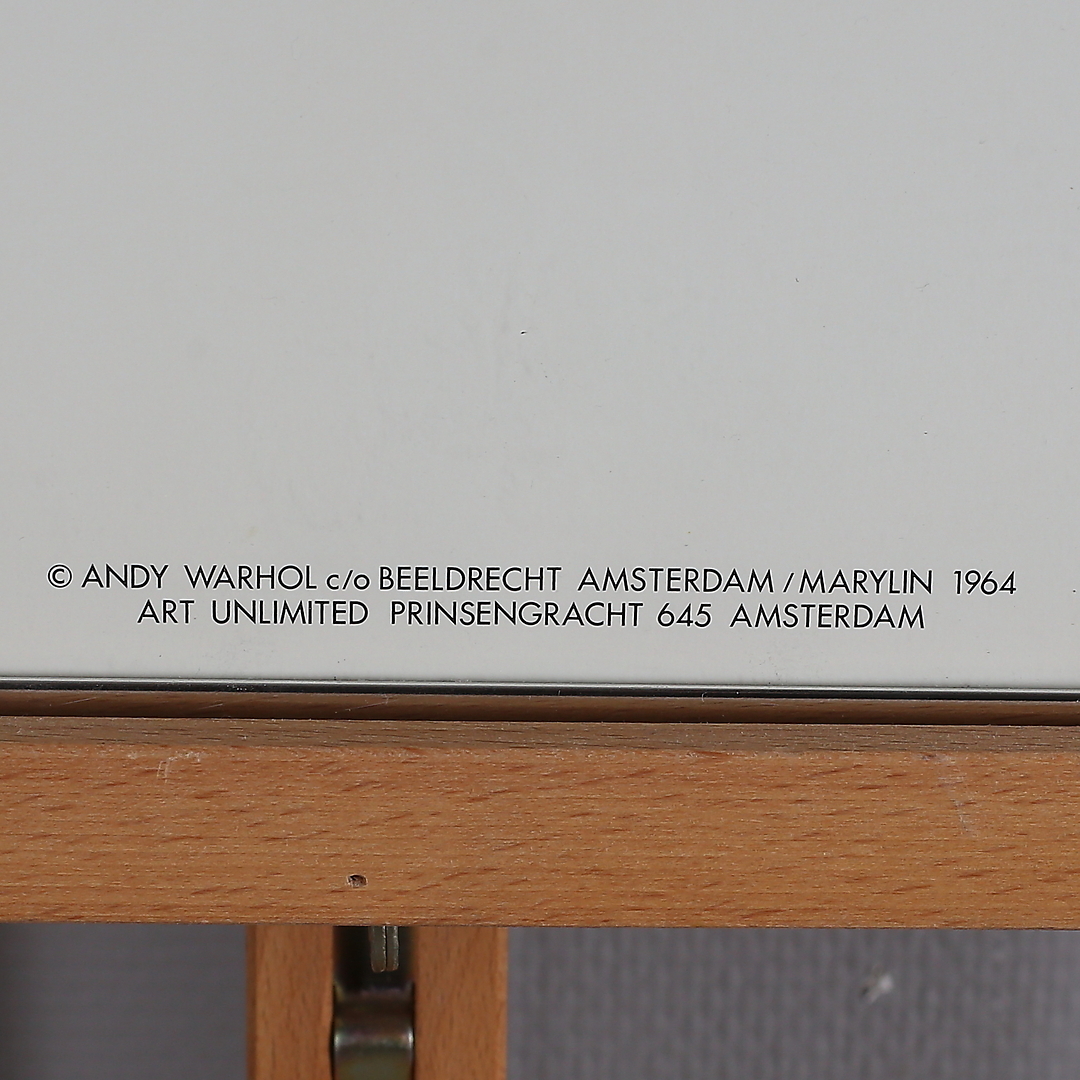 © ANDY WARHOL c/o BEELDRECHT AMSTERDAM / MARYLIN 1964
ART UNLIMITED PRINSENGRACHT 645 AMSTERDAM